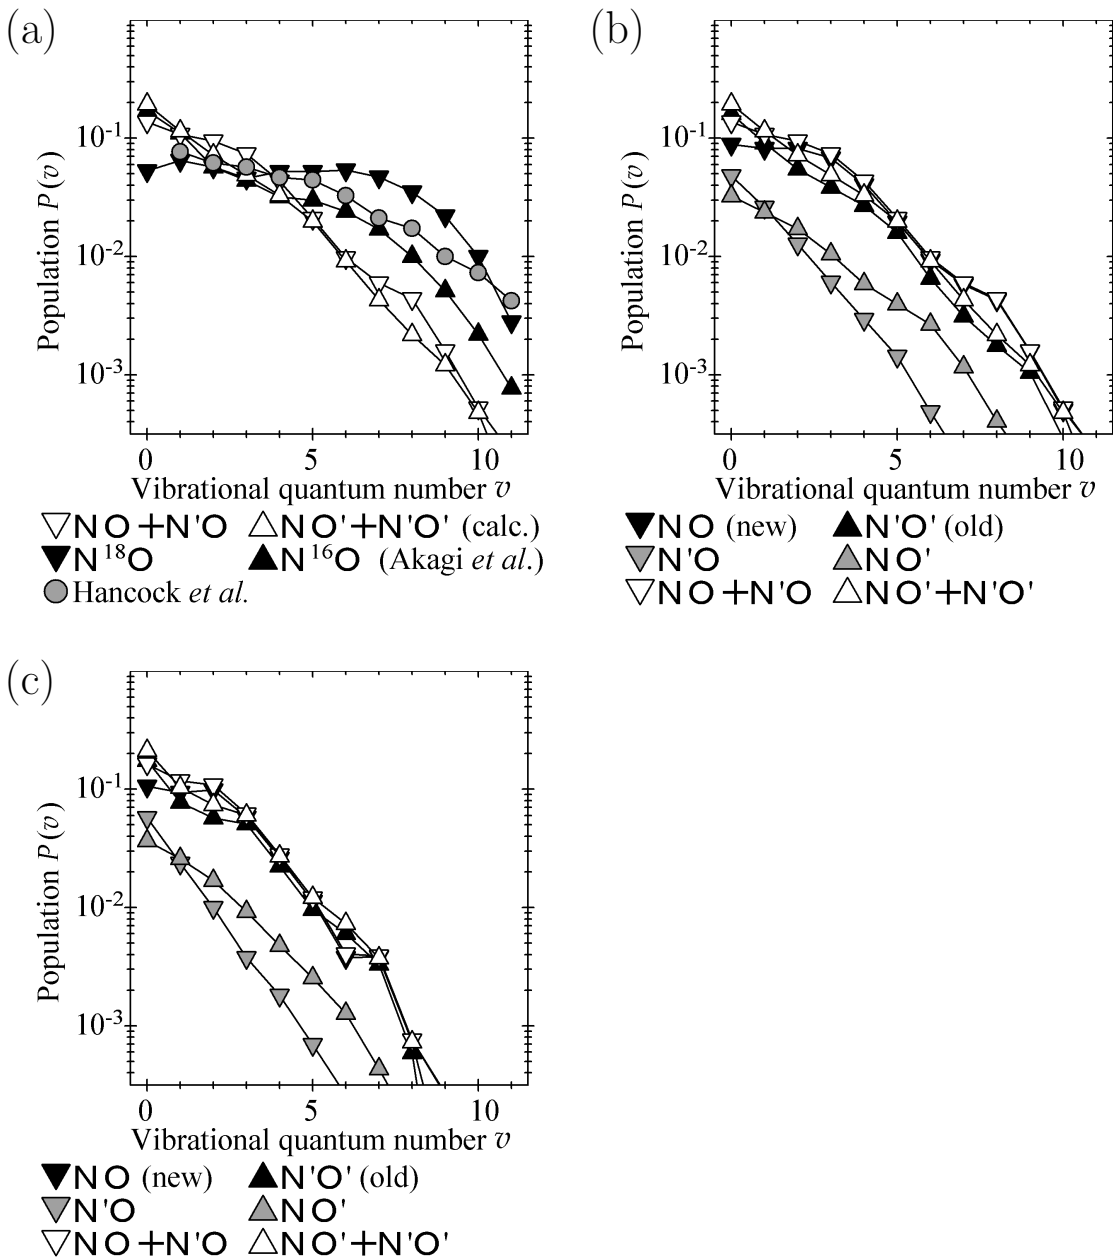 (a)
Population P(v)
10⁻¹
10⁻²
10⁻³
0 5 10
Vibrational quantum number v
▽NO+N'O △NO'+N'O' (calc.)
▼N¹⁸O ▲N¹⁶O (Akagi et al.)
Hancock et al.
(b)
Population P(v)
10⁻¹
10⁻²
10⁻³
0 5 10
Vibrational quantum number v
▼NO (new) ▲N'O' (old)
▼N'O ▲NO'
▽NO+N'O △NO'+N'O'
(c)
Population P(v)
10⁻¹
10⁻²
10⁻³
0 5 10
Vibrational quantum number v
▼NO (new) ▲N'O' (old)
▼N'O ▲NO'
▽NO+N'O △NO'+N'O'